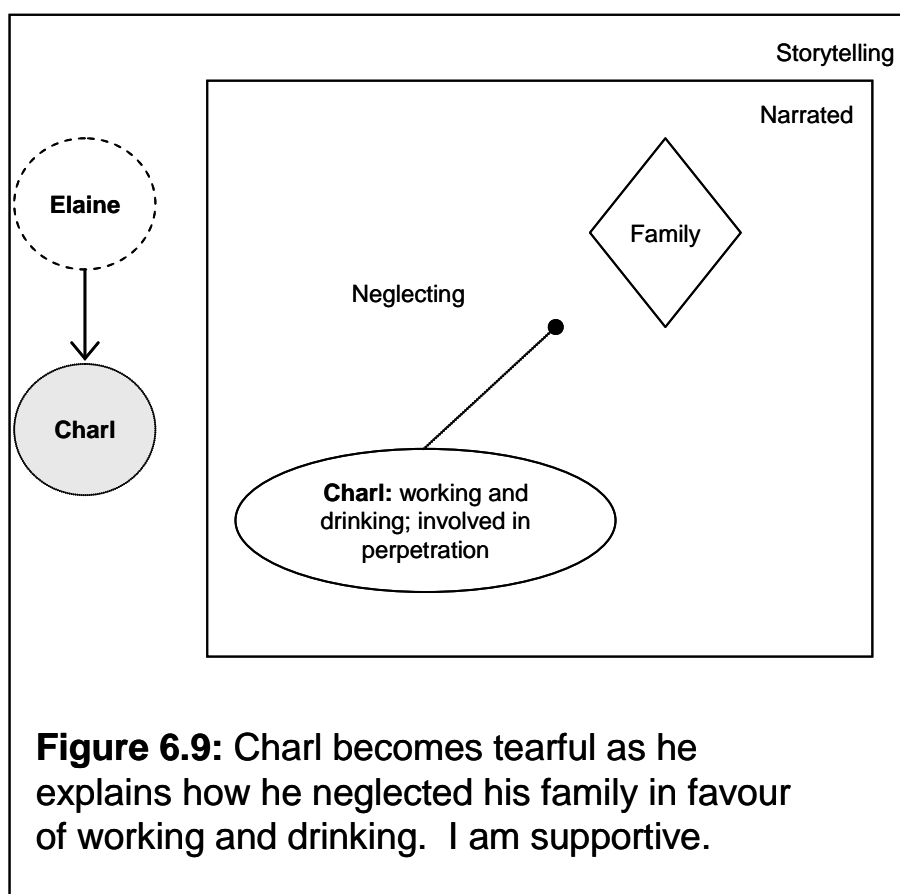 Storytelling
Narrated
Elaine
Family
Neglecting
Charl
Charl: working and
drinking; involved in
perpetration
Figure 6.9: Charl becomes tearful as he
explains how he neglected his family in favour
of working and drinking.  I am supportive.